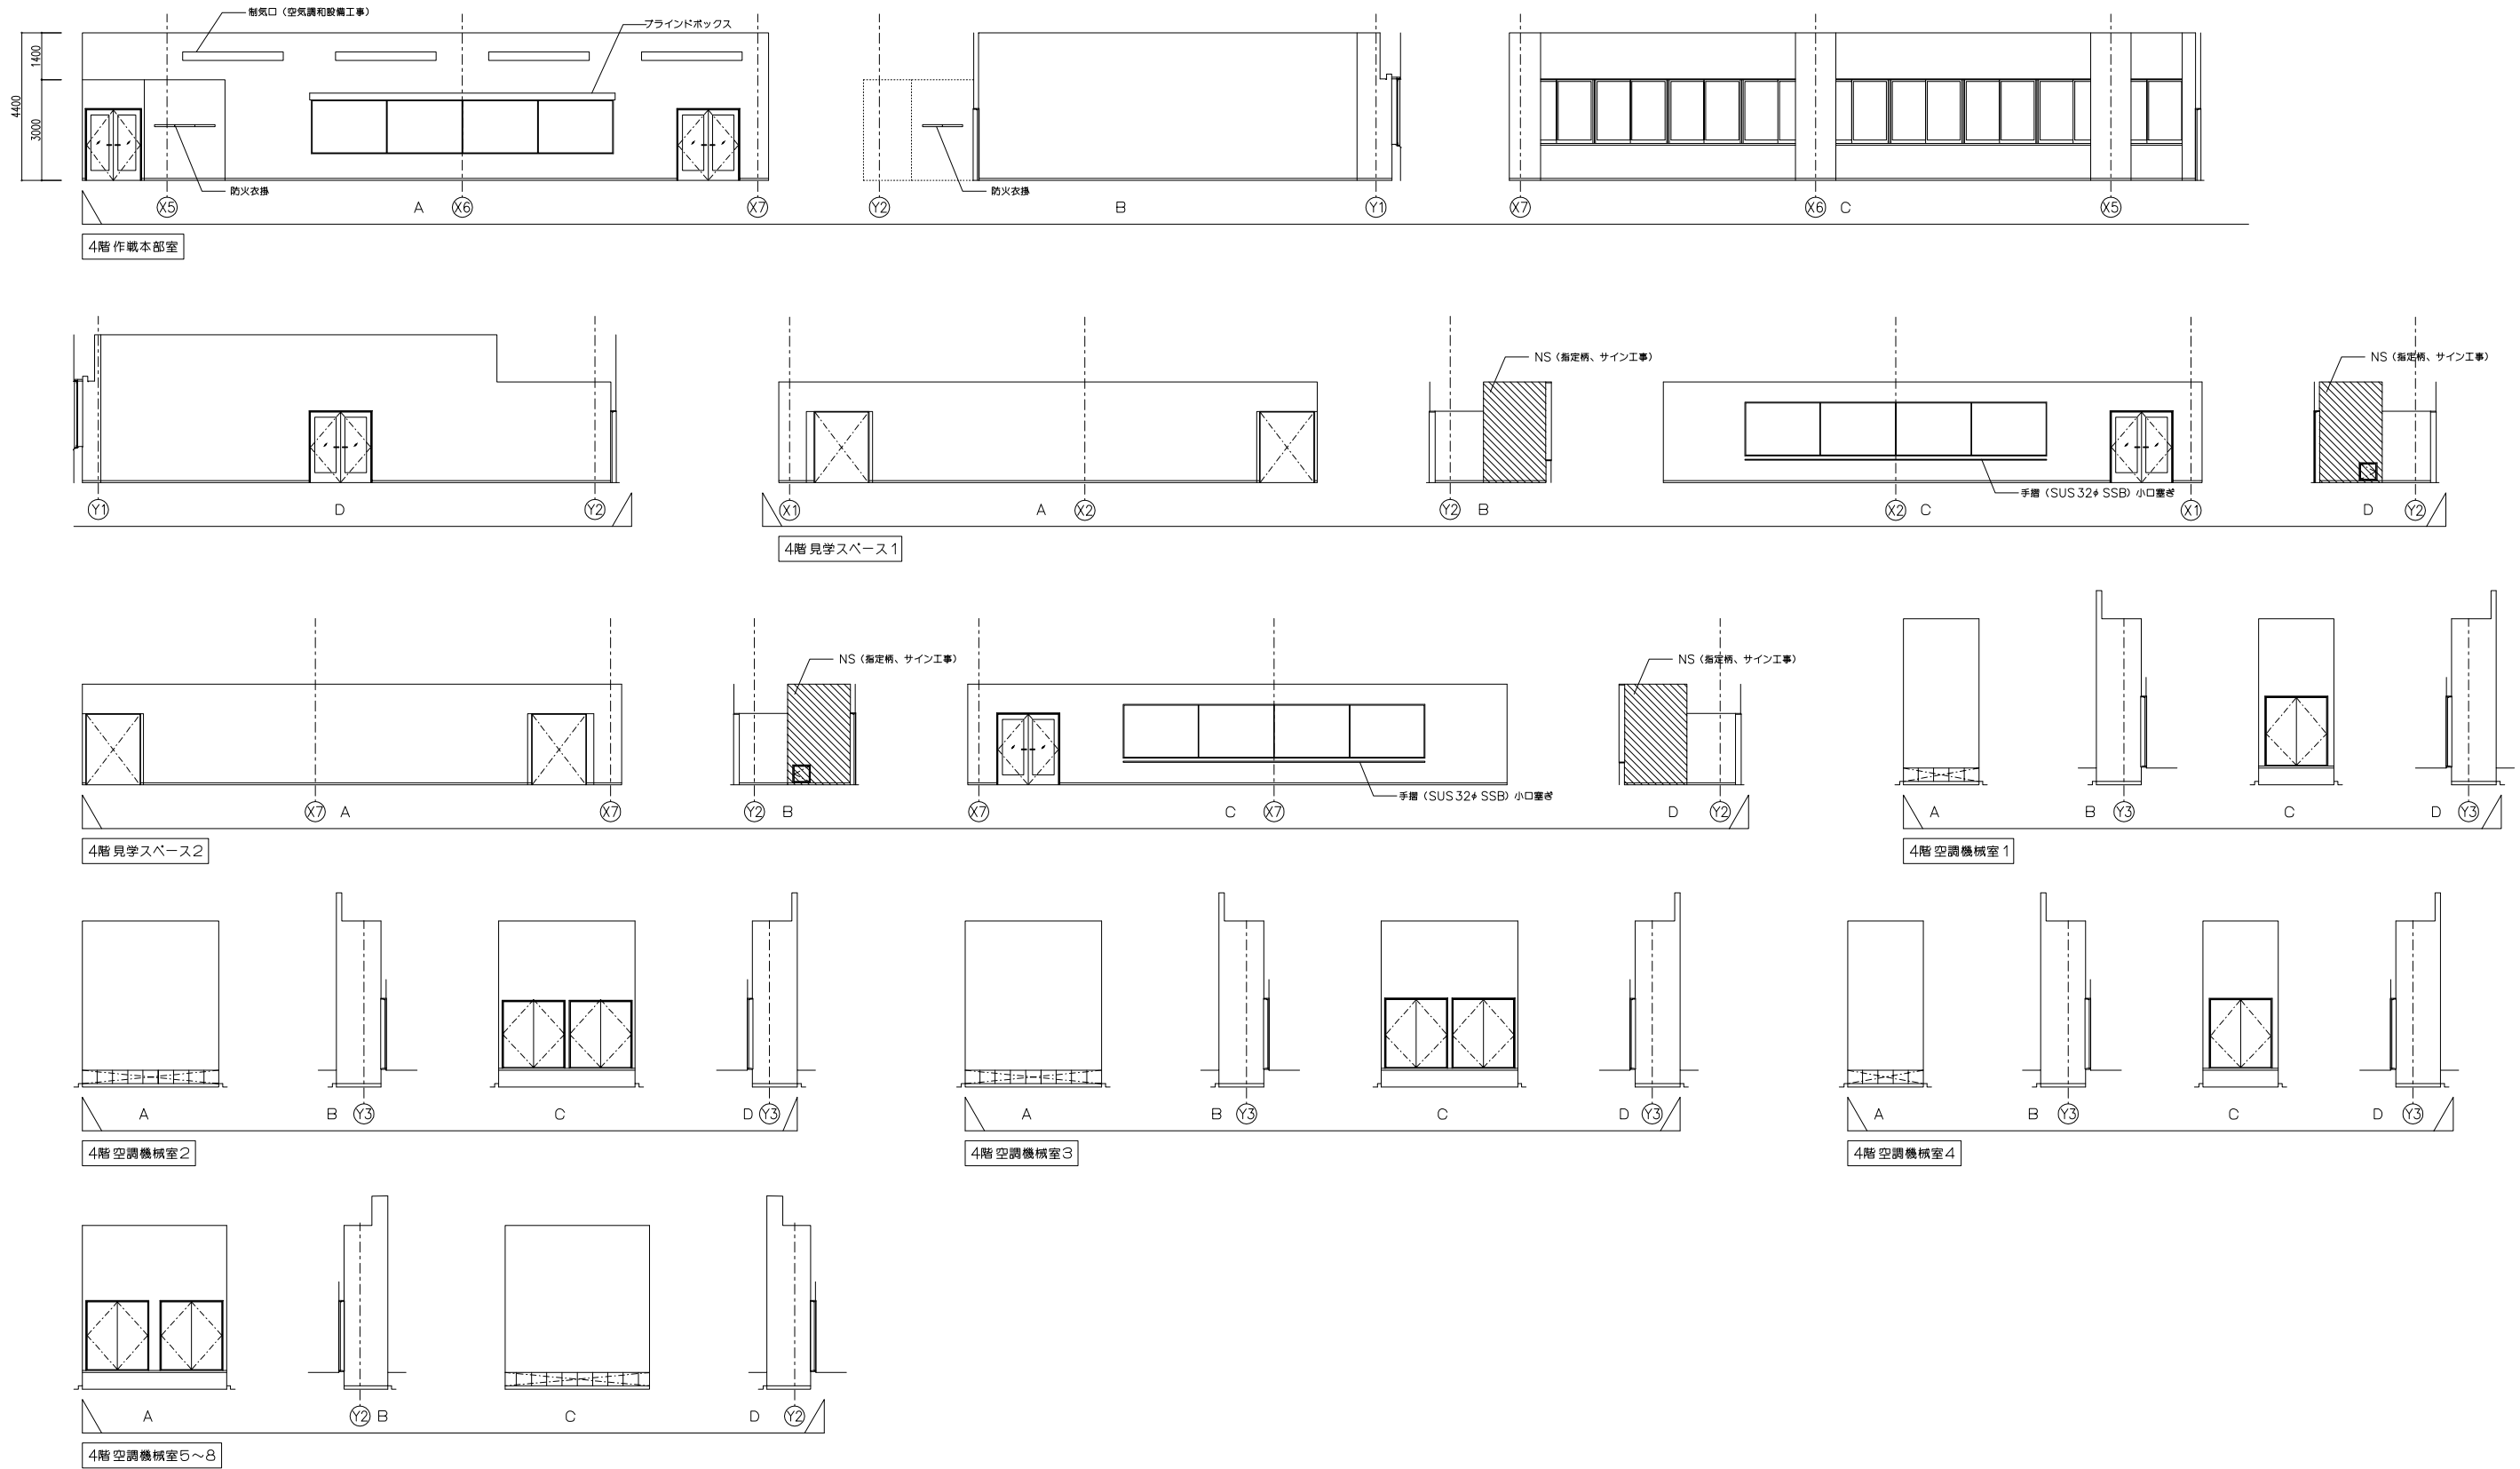 制気口（空気調和設備工事）
ブラインドボックス
1400
4400
3000
防火衣掛
防火衣掛
X5 A X6 X7 Y2 B Y1 X7 X6 C X5
4階作戦本部室
NS（指定柄、サイン工事）
NS（指定柄、サイン工事）
手摺（SUS32φ SSB）小口塞ぎ
Y1 D Y2 X1 A X2 Y2 B X2 C X1 D Y2
4階見学スペース1
NS（指定柄、サイン工事）
NS（指定柄、サイン工事）
手摺（SUS32φ SSB）小口塞ぎ
X7 A X7 Y2 B X7 C X7 D Y2 A B Y3 C D Y3
4階見学スペース2
4階空調機械室1
A B Y3 C D Y3 A B Y3 C D Y3 A B Y3 C D Y3
4階空調機械室2
4階空調機械室3
4階空調機械室4
A Y2 B C D Y2
4階空調機械室5～8